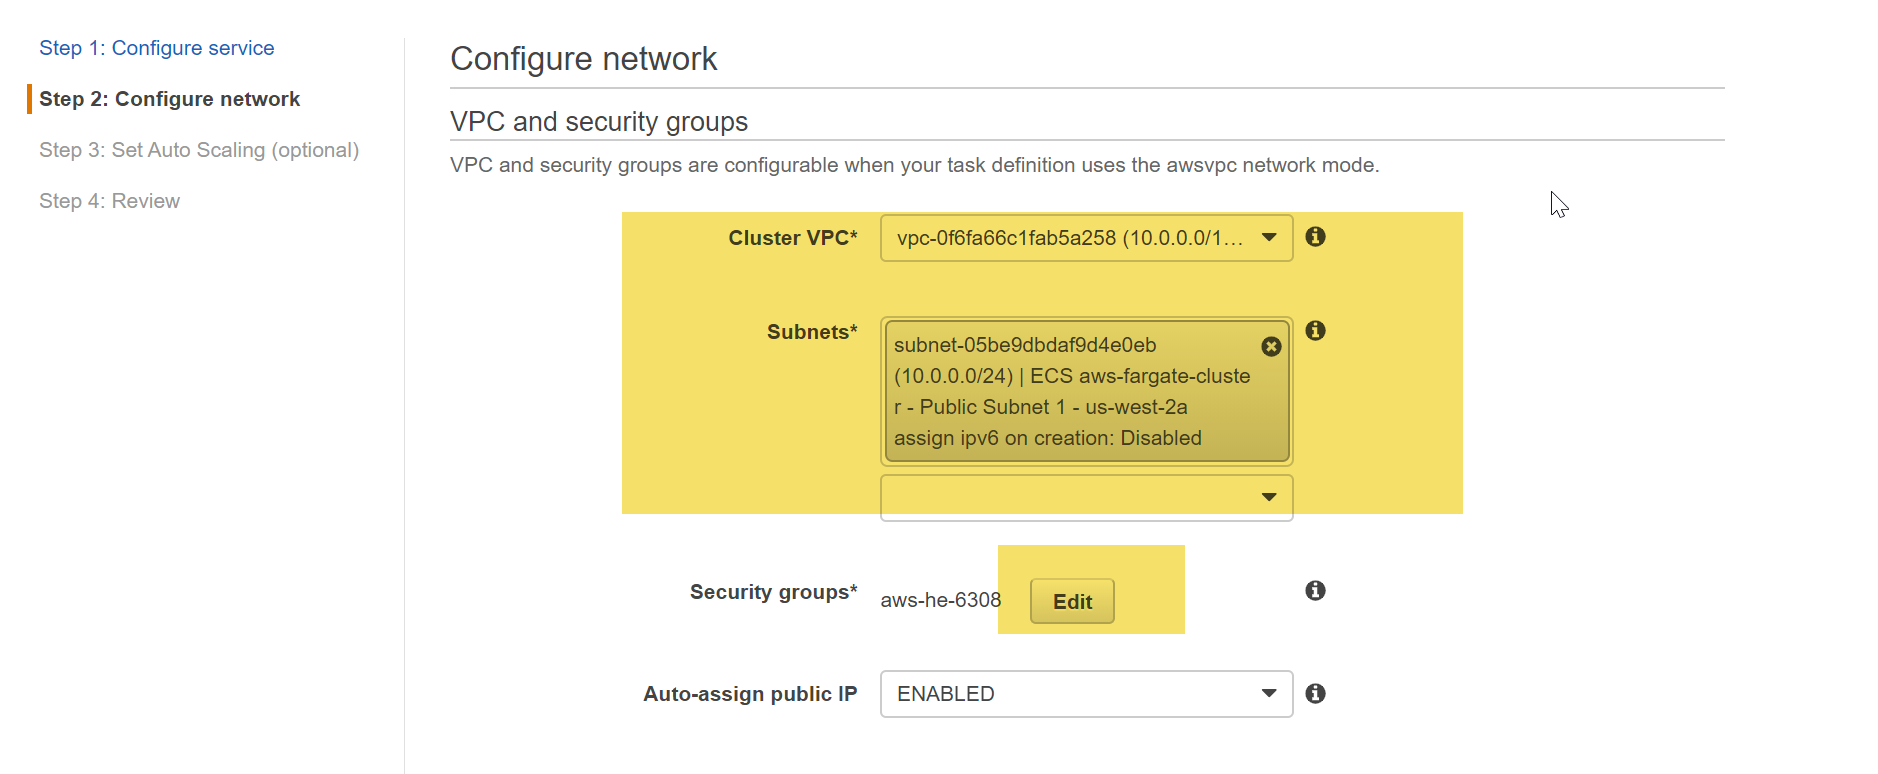 Step 1: Configure service
Step 2: Configure network
Step 3: Set Auto Scaling (optional)
Step 4: Review
Configure network
VPC and security groups
VPC and security groups are configurable when your task definition uses the awsvpc network mode.
Cluster VPC* vpc-0f6fa66c1fab5a258 (10.0.0.0/1...
Subnets* subnet-05be9dbdaf9d4e0eb
(10.0.0.0/24) | ECS aws-fargate-cluste
r - Public Subnet 1 - us-west-2a
assign ipv6 on creation: Disabled
Security groups* aws-he-6308 Edit
Auto-assign public IP ENABLED